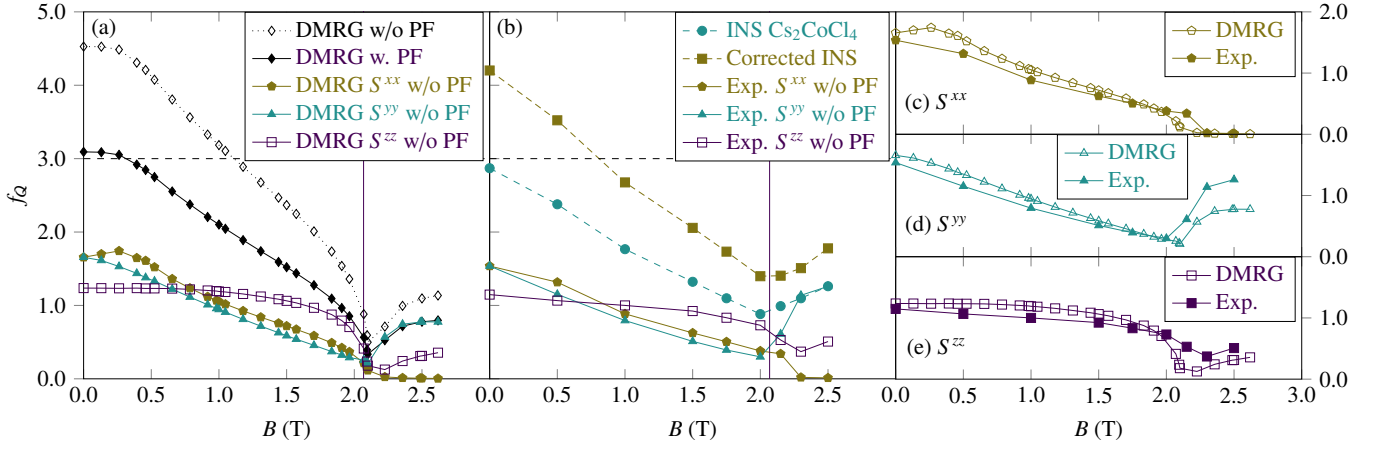 (a)
DMRG w/o PF
DMRG w. PF
DMRG S^{xx} w/o PF
DMRG S^{yy} w/o PF
DMRG S^{zz} w/o PF
5.0
4.0
3.0
2.0
1.0
0.0
f_Q
0.0 0.5 1.0 1.5 2.0 2.5
B (T)
(b)
INS Cs₂CoCl₄
Corrected INS
Exp. S^{xx} w/o PF
Exp. S^{yy} w/o PF
Exp. S^{zz} w/o PF
0.0 0.5 1.0 1.5 2.0 2.5
B (T)
DMRG
Exp.
(c) S^{xx}
2.0
1.0
0.0
DMRG
Exp.
(d) S^{yy}
1.0
0.0
DMRG
Exp.
(e) S^{zz}
1.0
0.0
0.0 0.5 1.0 1.5 2.0 2.5 3.0
B (T)